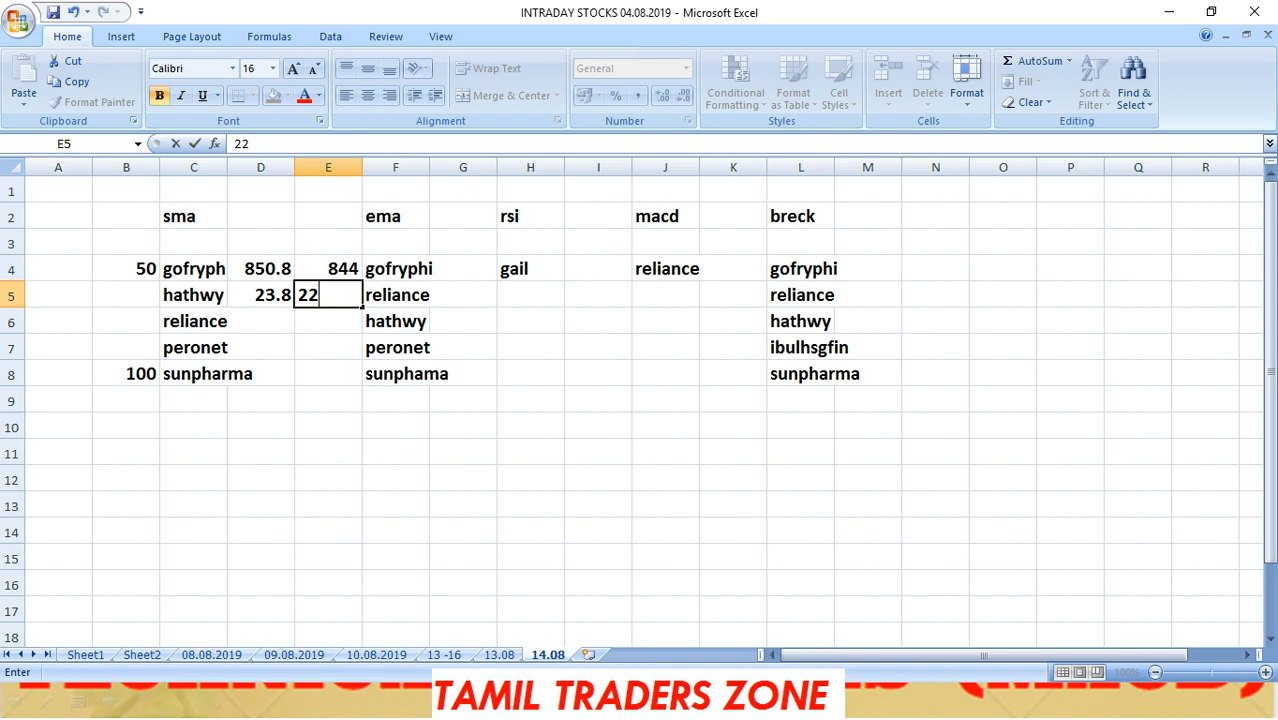 INTRADAY STOCKS 04.08.2019 - Microsoft Excel
Home Insert Page Layout Formulas Data Review View
Paste Cut Copy Format Painter Clipboard
Calibri 16 A A B I U A Font
Wrap Text Merge & Center Alignment
General % , Number
Conditional Formatting Format as Table Cell Styles Styles
Insert Delete Format Cells
AutoSum Fill Clear Sort & Filter Find & Select Editing
E5 fx 22
A B C D E F G H I J K L M N O P Q R
1
2 sma ema rsi macd breck
3
4 50 gofryph 850.8 844 gofryphi gail reliance gofryphi
5 hathwy 23.8 22 reliance reliance
6 reliance hathwy hathwy
7 peronet peronet ibulhsgfin
8 100 sunpharma sunphama sunpharma
9
10
11
12
13
14
15
16
17
18
Sheet1 Sheet2 08.08.2019 09.08.2019 10.08.2019 13 -16 13.08 14.08
Enter 100%
TAMIL TRADERS ZONE